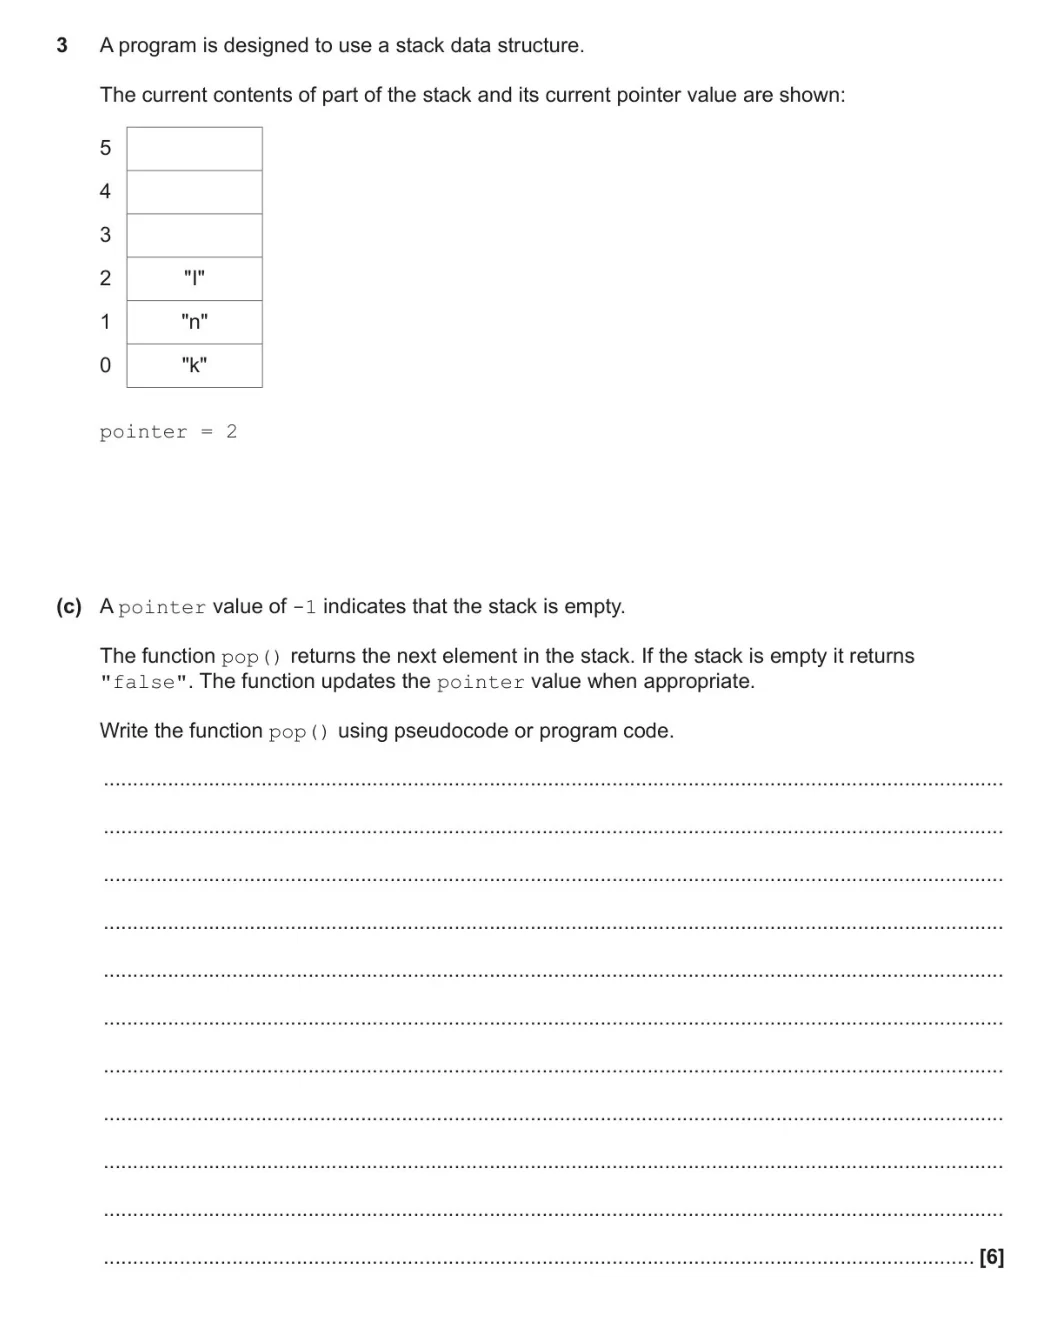 3 A program is designed to use a stack data structure.
The current contents of part of the stack and its current pointer value are shown:
5
4
3
2 "l"
1 "n"
0 "k"
pointer = 2
(c) A pointer value of -1 indicates that the stack is empty.
The function pop() returns the next element in the stack. If the stack is empty it returns
"false". The function updates the pointer value when appropriate.
Write the function pop() using pseudocode or program code.
[6]